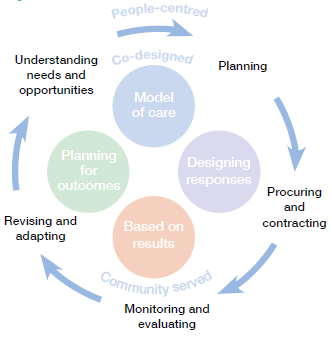 People-centred
Co-designed
Understanding
needs and
opportunities
Planning
Model
of care
Planning
for
outcomes
Designing
responses
Procuring
and
contracting
Revising and
adapting
Based on
results
Community served
Monitoring and
evaluating